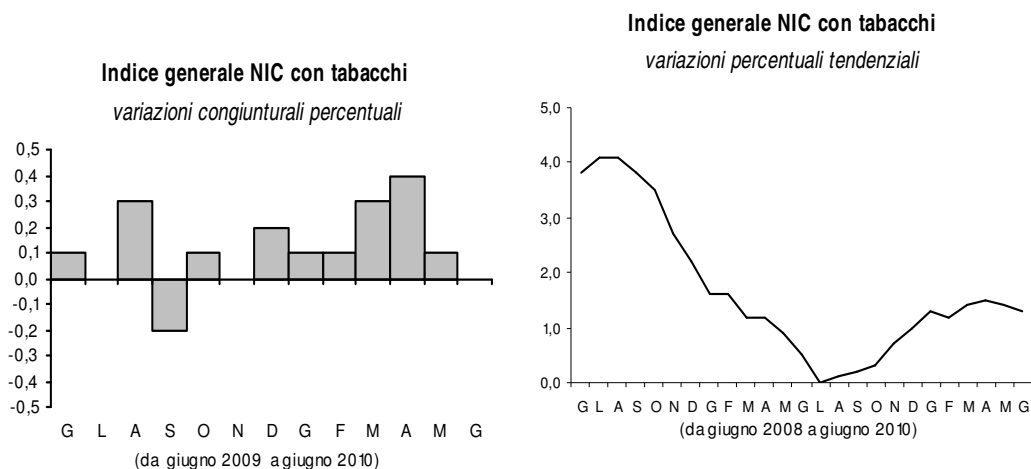 Indice generale NIC con tabacchi
variazioni congiunturali percentuali
0,5
0,4
0,3
0,2
0,1
0,0
-0,1
-0,2
-0,3
-0,4
-0,5
G L A S O N D G F M A M G
(da giugno 2009 a giugno 2010)
Indice generale NIC con tabacchi
variazioni percentuali tendenziali
5,0
4,0
3,0
2,0
1,0
0,0
G L A S O N D G F M A M G L A S O N D G F M A M G
(da giugno 2008 a giugno 2010)